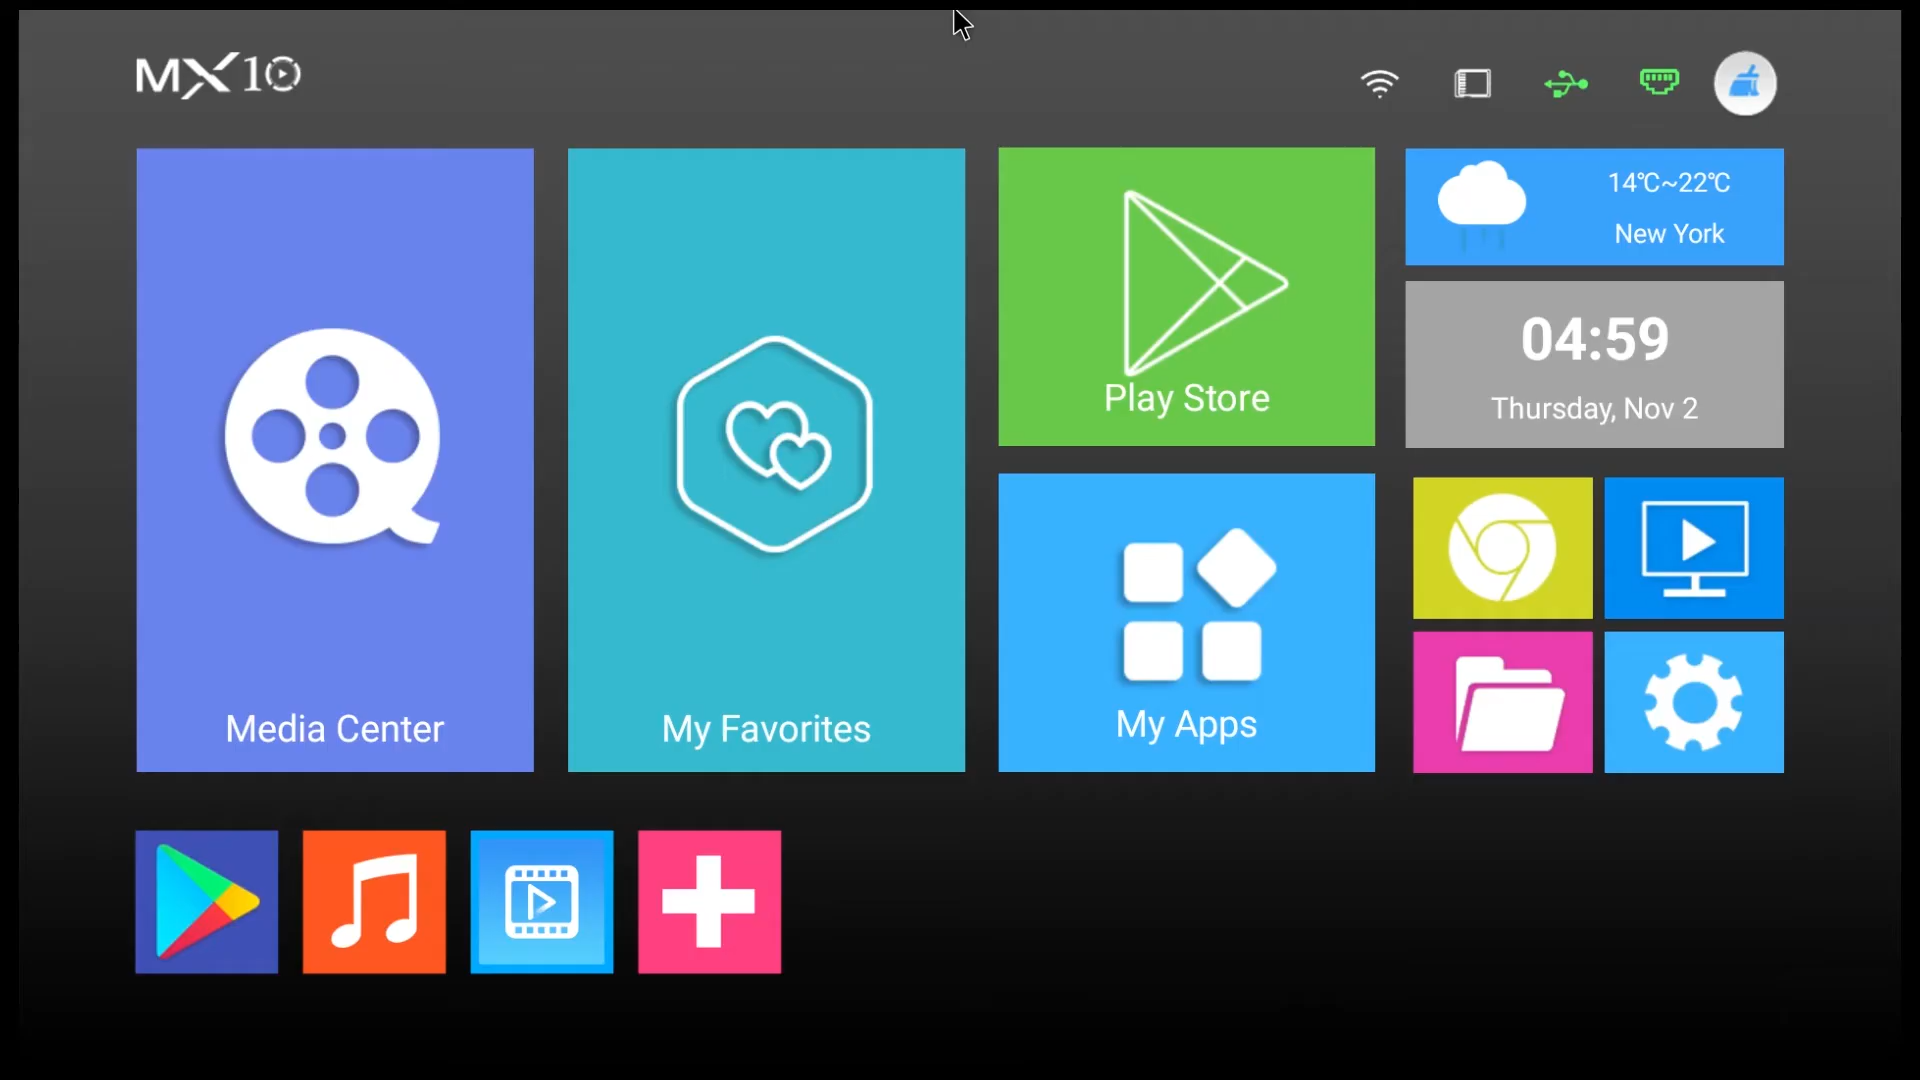 MX10
14℃~22℃
New York
Play Store
04:59
Thursday, Nov 2
Media Center
My Favorites
My Apps